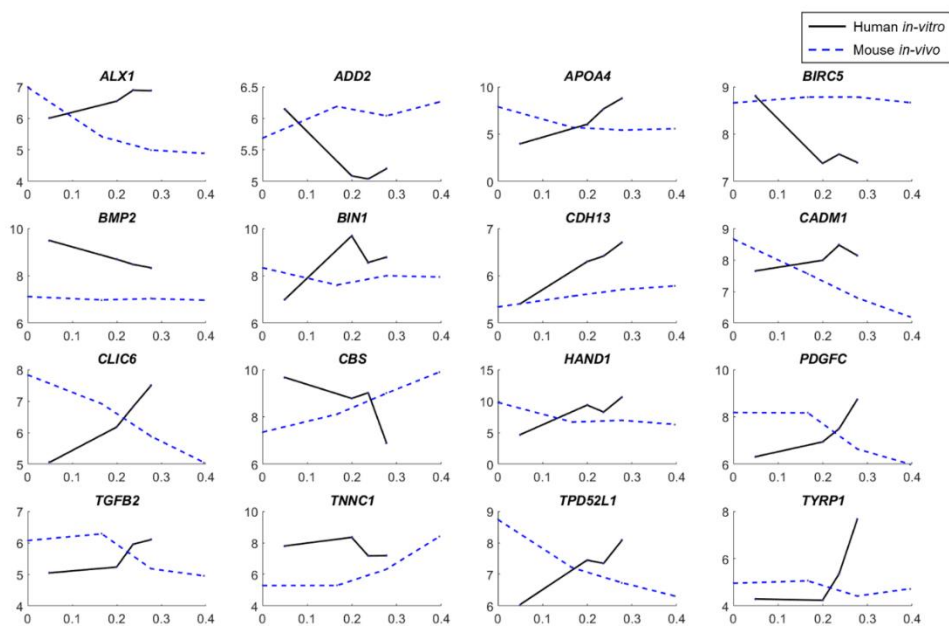 Human in-vitro
Mouse in-vivo
ALX1
ADD2
APOA4
BIRC5
7
6
5
4
0 0.1 0.2 0.3 0.4
6.5
6
5.5
5
0 0.1 0.2 0.3 0.4
10
5
0
0 0.1 0.2 0.3 0.4
9
8
7
0 0.1 0.2 0.3 0.4
BMP2
BIN1
CDH13
CADM1
10
8
6
0 0.1 0.2 0.3 0.4
10
8
6
0 0.1 0.2 0.3 0.4
7
6
5
0 0.1 0.2 0.3 0.4
9
8
7
6
0 0.1 0.2 0.3 0.4
CLIC6
CBS
HAND1
PDGFC
8
7
6
5
0 0.1 0.2 0.3 0.4
10
8
6
0 0.1 0.2 0.3 0.4
15
10
5
0
0 0.1 0.2 0.3 0.4
10
8
6
0 0.1 0.2 0.3 0.4
TGFB2
TNNC1
TPD52L1
TYRP1
7
6
5
4
0 0.1 0.2 0.3 0.4
10
8
6
4
0 0.1 0.2 0.3 0.4
9
8
7
6
0 0.1 0.2 0.3 0.4
8
6
4
0 0.1 0.2 0.3 0.4